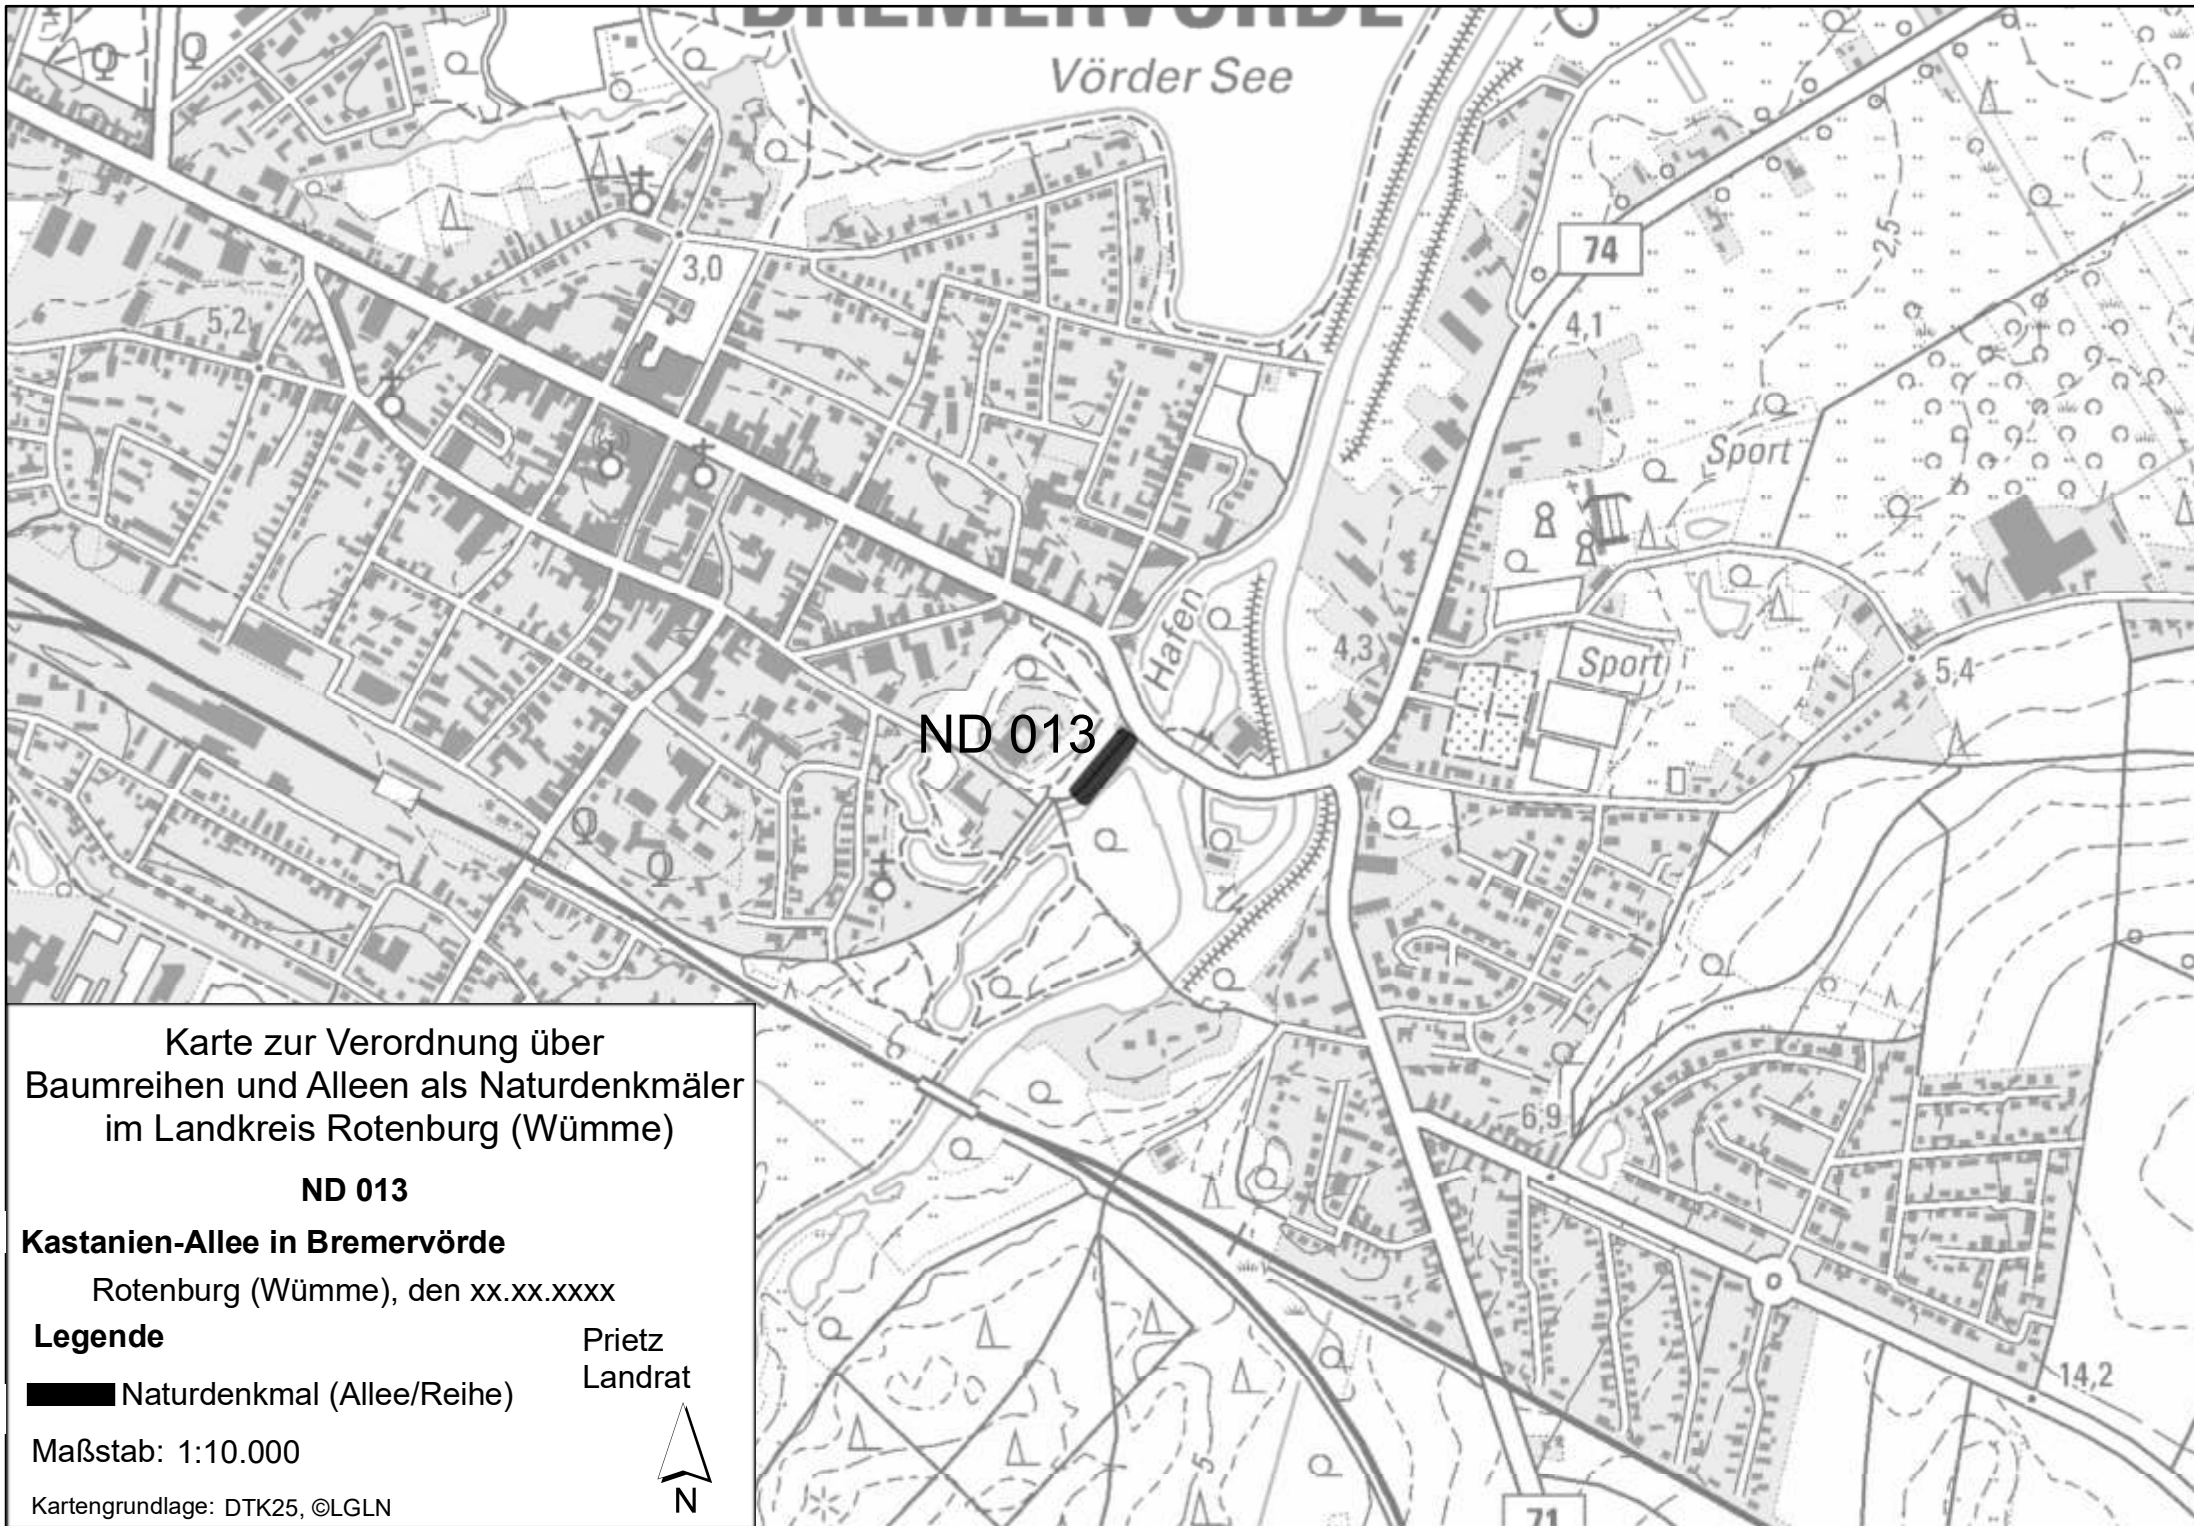 BREMERVÖRDE
Vörder See
74
3,0
2,5
5,2
4,1
Sport
Hafen
4,3
Sport
5,4
ND 013
6,9
14,2
5
71
Karte zur Verordnung über
Baumreihen und Alleen als Naturdenkmäler
im Landkreis Rotenburg (Wümme)
ND 013
Kastanien-Allee in Bremervörde
Rotenburg (Wümme), den xx.xx.xxxx
Legende
Prietz
Landrat
Naturdenkmal (Allee/Reihe)
Maßstab: 1:10.000
N
Kartengrundlage: DTK25, ©LGLN